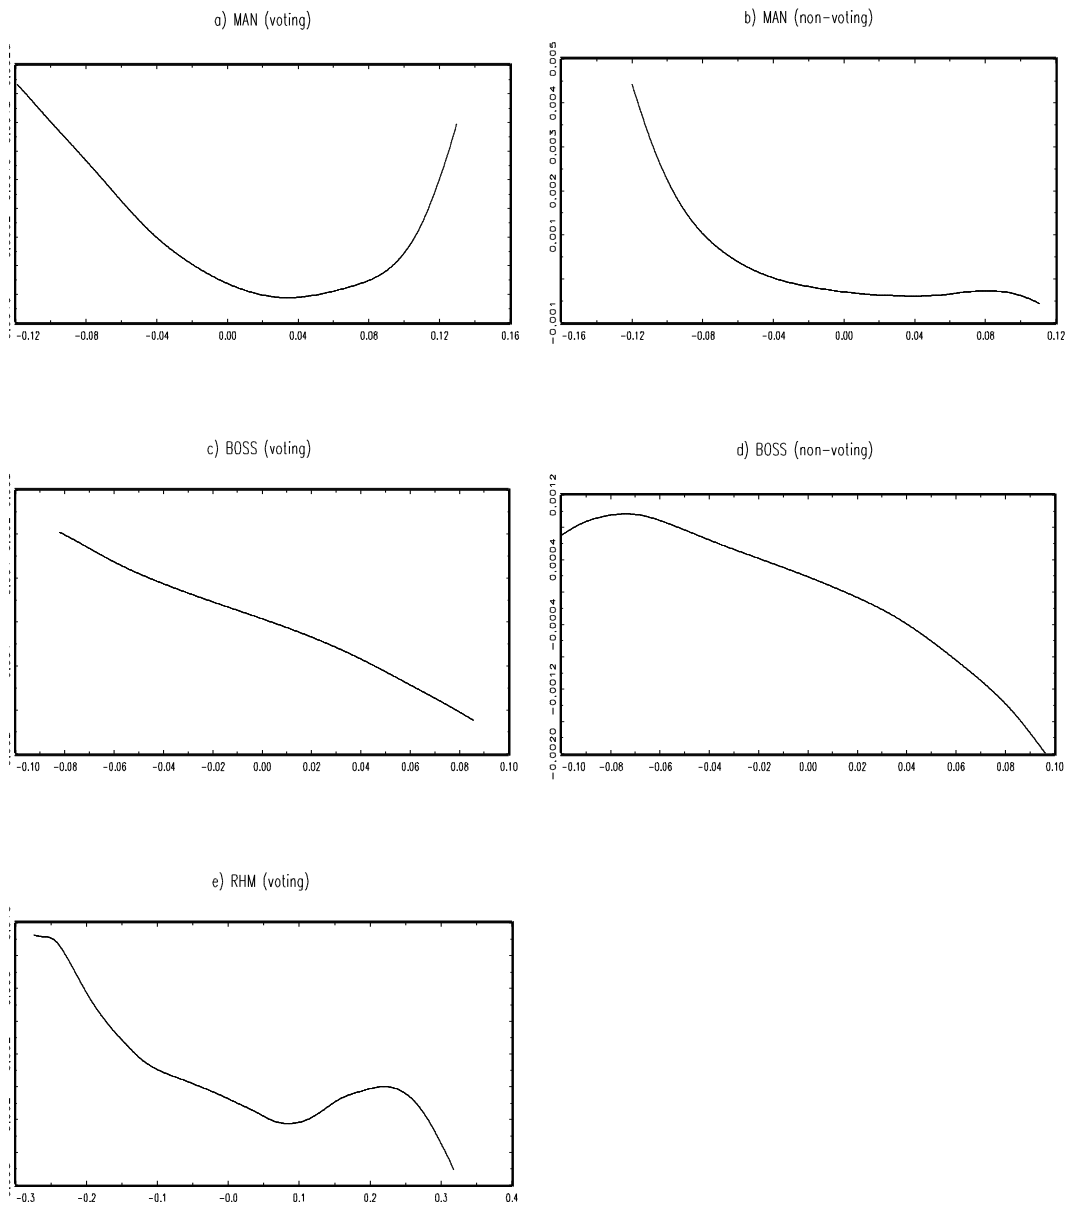 a) MAN (voting)
-0.12 -0.08 -0.04 0.00 0.04 0.08 0.12 0.16
b) MAN (non-voting)
0.005
0.004
0.003
0.002
0.001
-0.001
-0.16 -0.12 -0.08 -0.04 0.00 0.04 0.08 0.12
c) BOSS (voting)
-0.10 -0.08 -0.06 -0.04 -0.02 0.00 0.02 0.04 0.06 0.08 0.10
d) BOSS (non-voting)
0.0012
0.0004
-0.0004
-0.0012
-0.0020
-0.10 -0.08 -0.06 -0.04 -0.02 0.00 0.02 0.04 0.06 0.08 0.10
e) RHM (voting)
-0.3 -0.2 -0.1 -0.0 0.1 0.2 0.3 0.4